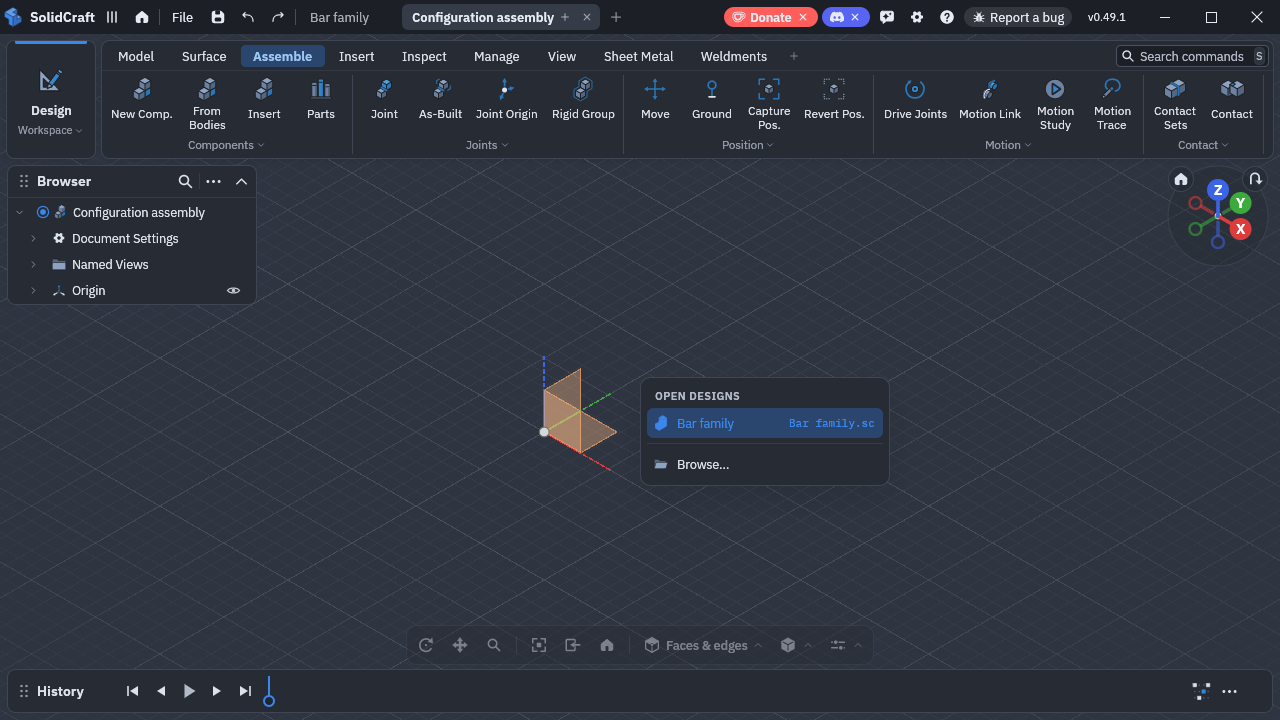 SolidCraft File Bar family Configuration assembly Donate Report a bug v0.49.1
Design
Workspace
Model Surface Assemble Insert Inspect Manage View Sheet Metal Weldments Search commands S
New Comp. From Bodies Insert Parts Joint As-Built Joint Origin Rigid Group Move Ground Capture Pos. Revert Pos. Drive Joints Motion Link Motion Study Motion Trace Contact Sets Contact
Components Joints Position Motion Contact
Browser
Configuration assembly
Document Settings
Named Views
Origin
Z
Y
X
OPEN DESIGNS
Bar family Bar family.sc
Browse...
Faces & edges
History